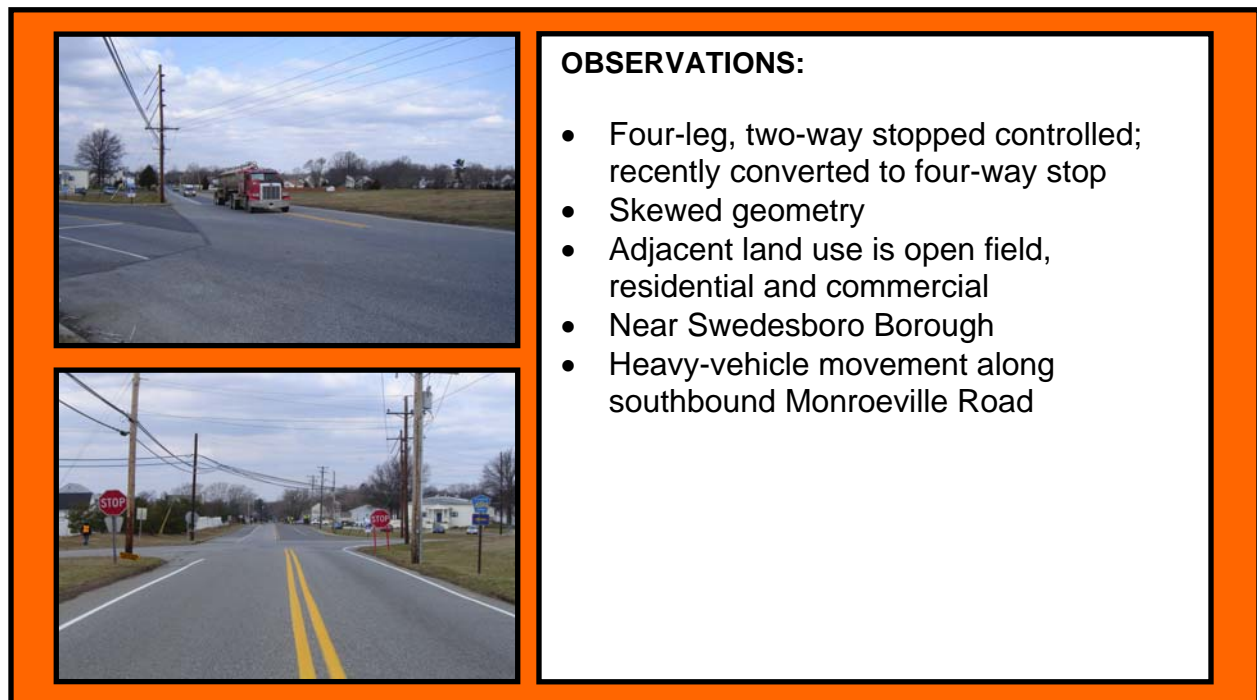 OBSERVATIONS:
• Four-leg, two-way stopped controlled;
recently converted to four-way stop
• Skewed geometry
• Adjacent land use is open field,
residential and commercial
• Near Swedesboro Borough
• Heavy-vehicle movement along
southbound Monroeville Road
STOP
STOP